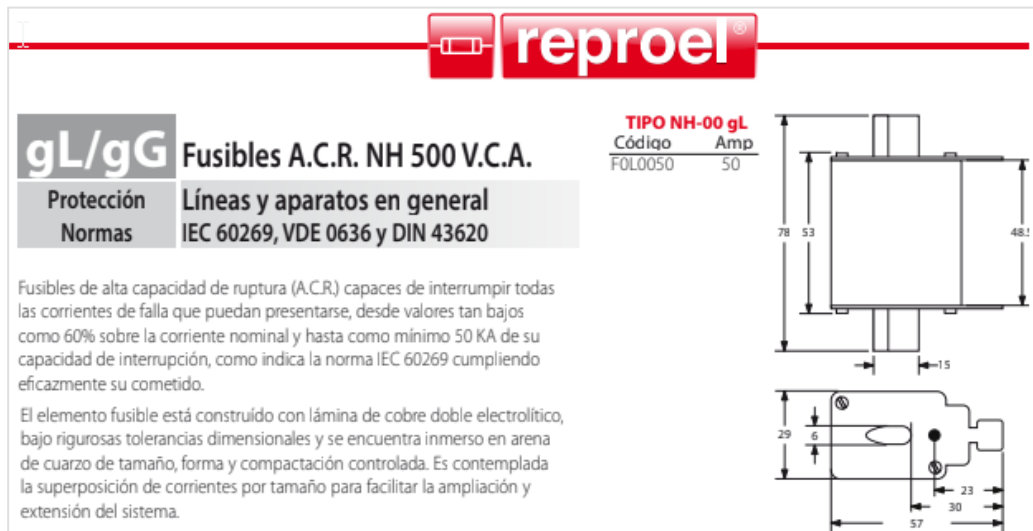 reproel®
gL/gG Fusibles A.C.R. NH 500 V.C.A.
Protección Líneas y aparatos en general
Normas IEC 60269, VDE 0636 y DIN 43620
Fusibles de alta capacidad de ruptura (A.C.R.) capaces de interrumpir todas
las corrientes de falla que puedan presentarse, desde valores tan bajos
como 60% sobre la corriente nominal y hasta como mínimo 50 KA de su
capacidad de interrupción, como indica la norma IEC 60269 cumpliendo
eficazmente su cometido.
El elemento fusible está construído con lámina de cobre doble electrolítico,
bajo rigurosas tolerancias dimensionales y se encuentra inmerso en arena
de cuarzo de tamaño, forma y compactación controlada. Es contemplada
la superposición de corrientes por tamaño para facilitar la ampliación y
extensión del sistema.
TIPO NH-00 gL
Código Amp
F0L0050 50
78 53
15
29 6
23
30
57